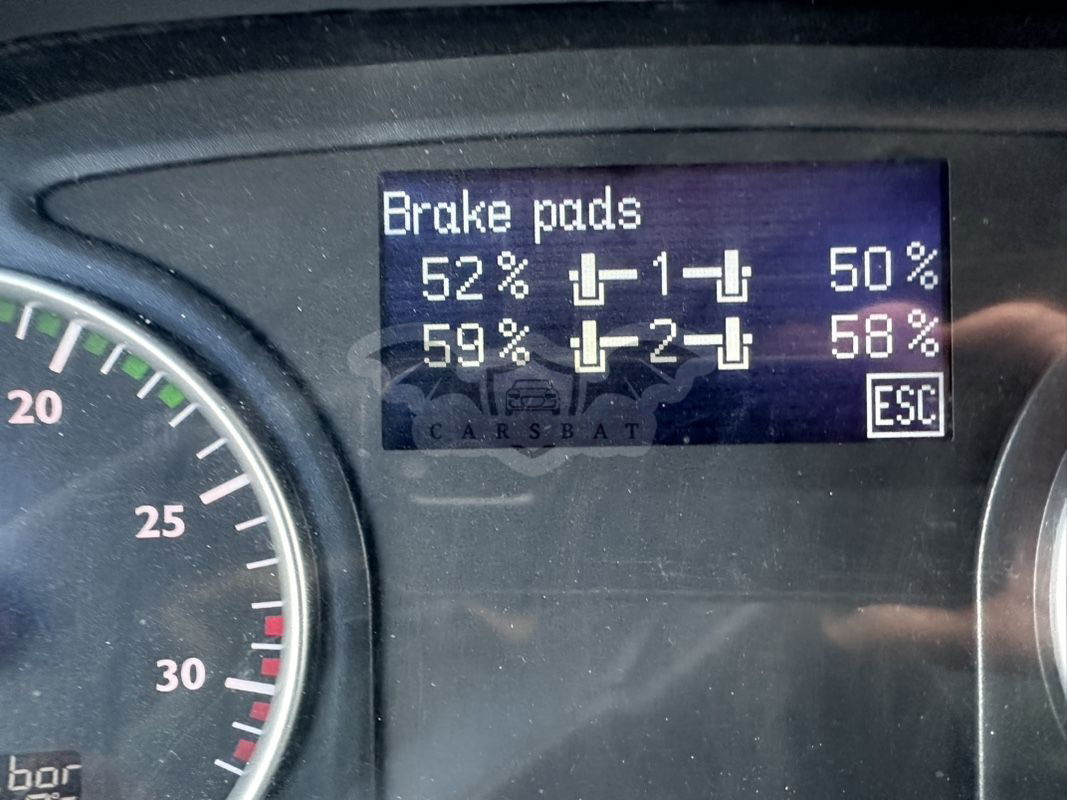 Brake pads
52% 1 50%
59% 2 58%
ESC
CARSBAT
20
25
30
bar